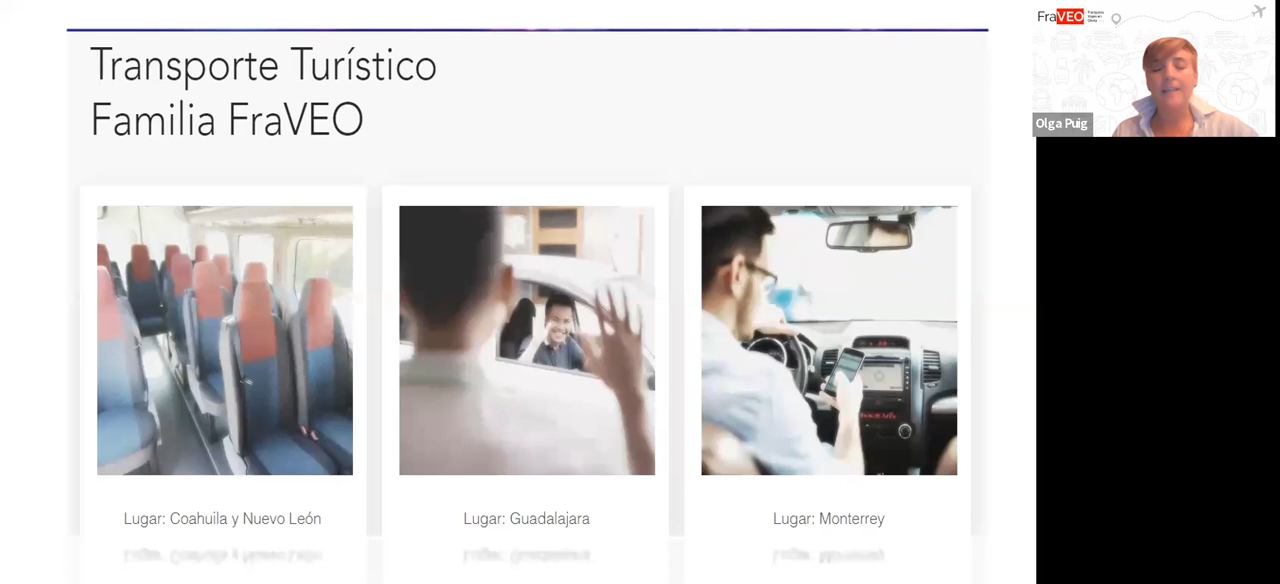 Transporte Turístico
Familia FraVEO
Lugar: Coahuila y Nuevo León
Lugar: Guadalajara
Lugar: Monterrey
FraVEO
Olga Puig